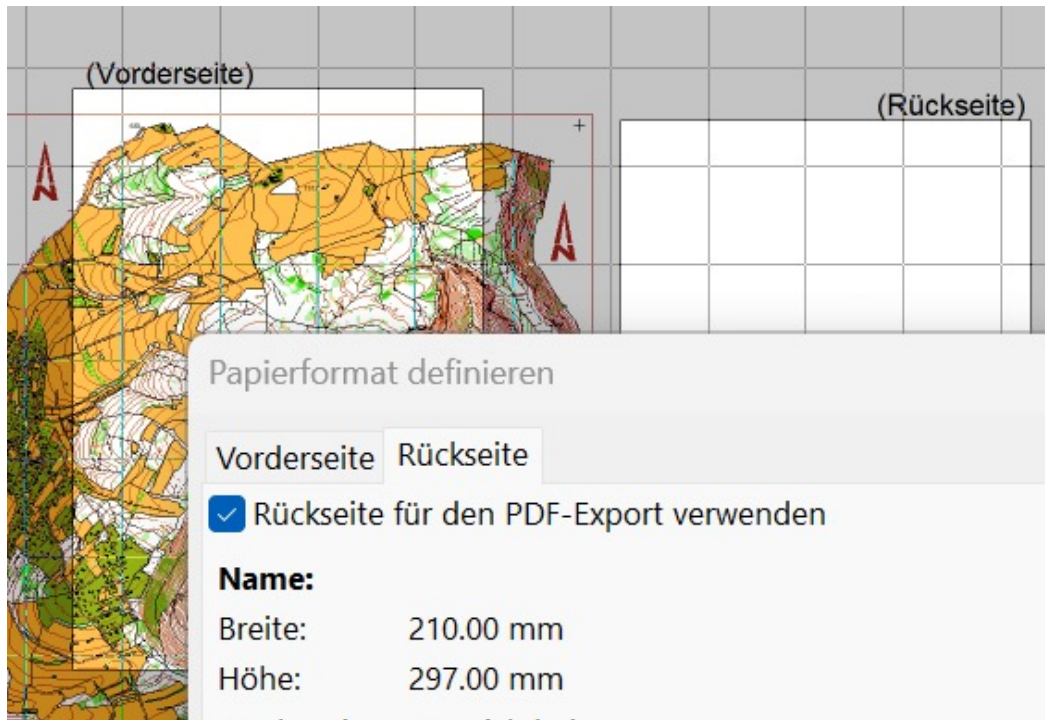 (Vorderseite)
(Rückseite)
Papierformat definieren
Vorderseite Rückseite
Rückseite für den PDF-Export verwenden
Name:
Breite: 210.00 mm
Höhe: 297.00 mm